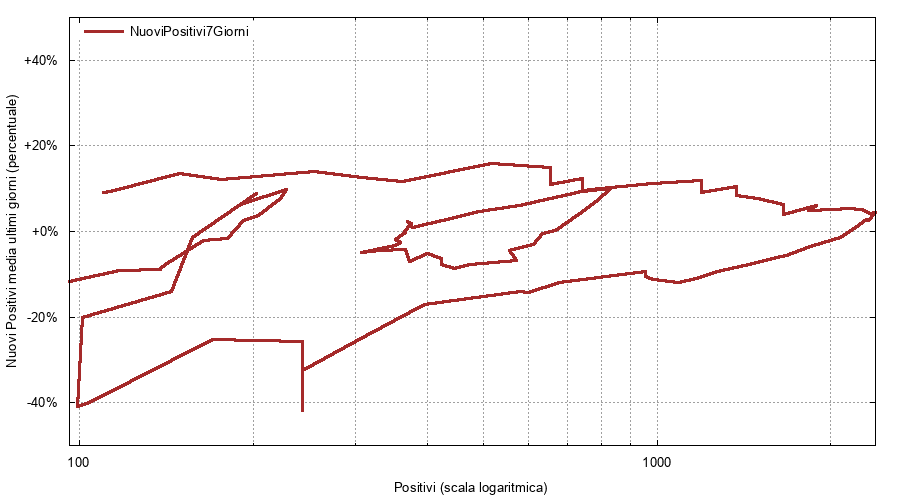 NuoviPositivi7Giorni
+40%
+20%
+0%
-20%
-40%
Nuovi Positivi media ultimi giorni (percentuale)
100
1000
Positivi (scala logaritmica)